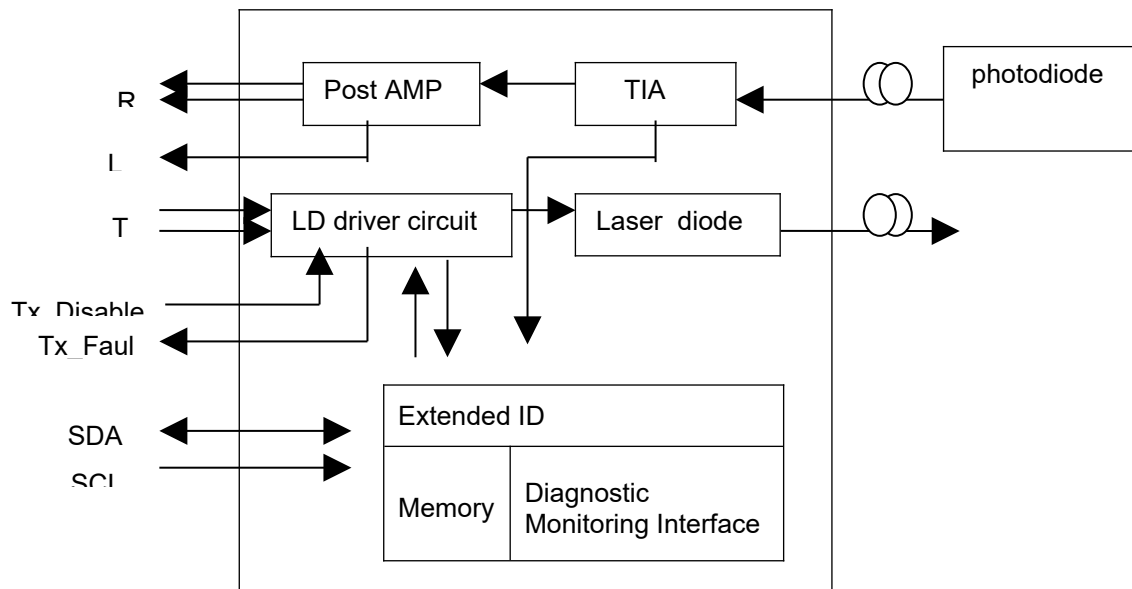 photodiode
Post AMP
TIA
R
L
T
LD driver circuit
Laser diode
Tx_Disable
Tx_Faul
SDA
SCL
Extended ID
Memory
Diagnostic
Monitoring Interface